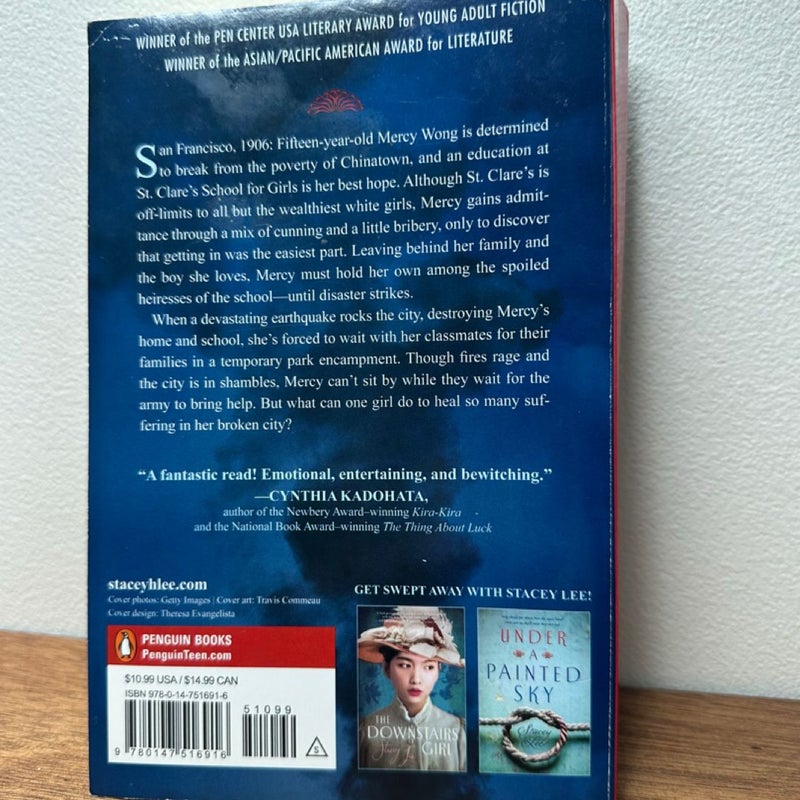 WINNER of the PEN CENTER USA LITERARY AWARD for YOUNG ADULT FICTION
WINNER of the ASIAN/PACIFIC AMERICAN AWARD for LITERATURE
San Francisco, 1906: Fifteen-year-old Mercy Wong is determined
to break from the poverty of Chinatown, and an education at
St. Clare's School for Girls is her best hope. Although St. Clare's is
off-limits to all but the wealthiest white girls, Mercy gains admit-
tance through a mix of cunning and a little bribery, only to discover
that getting in was the easiest part. Leaving behind her family and
the boy she loves, Mercy must hold her own among the spoiled
heiresses of the school—until disaster strikes.
When a devastating earthquake rocks the city, destroying Mercy's
home and school, she's forced to wait with her classmates for their
families in a temporary park encampment. Though fires rage and
the city is in shambles, Mercy can't sit by while they wait for the
army to bring help. But what can one girl do to heal so many suf-
fering in her broken city?
“A fantastic read! Emotional, entertaining, and bewitching.”
—CYNTHIA KADOHATA,
author of the Newbery Award–winning Kira-Kira
and the National Book Award–winning The Thing About Luck
staceyhlee.com
Cover photos: Getty Images | Cover art: Travis Commeau
Cover design: Theresa Evangelista
PENGUIN BOOKS
PenguinTeen.com
$10.99 USA / $14.99 CAN
ISBN 978-0-14-751691-6
51099
9 780147 516916
S
GET SWEPT AWAY WITH STACEY LEE!
THE
DOWNSTAIRS
GIRL
Stacey Lee
UNDER
A
PAINTED
SKY
Stacey
Lee